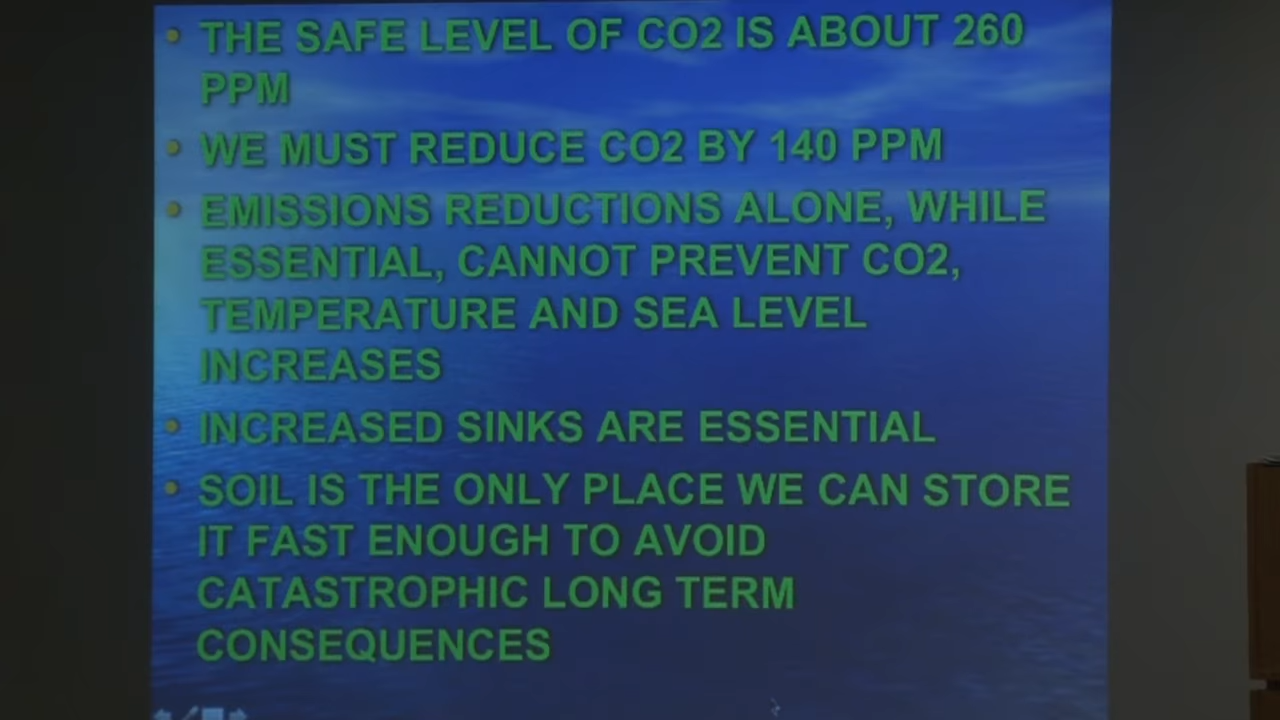 • THE SAFE LEVEL OF CO2 IS ABOUT 260
PPM
• WE MUST REDUCE CO2 BY 140 PPM
• EMISSIONS REDUCTIONS ALONE, WHILE
ESSENTIAL, CANNOT PREVENT CO2,
TEMPERATURE AND SEA LEVEL
INCREASES
• INCREASED SINKS ARE ESSENTIAL
• SOIL IS THE ONLY PLACE WE CAN STORE
IT FAST ENOUGH TO AVOID
CATASTROPHIC LONG TERM
CONSEQUENCES